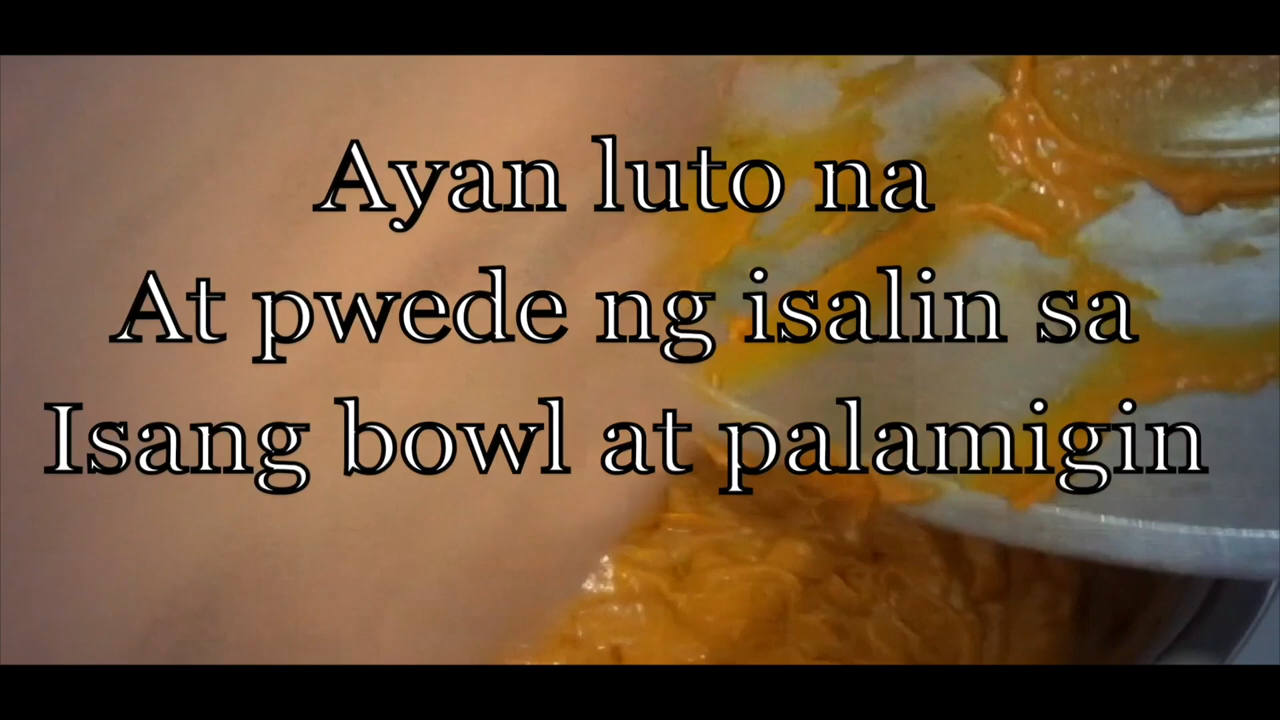 Ayan luto na
At pwede ng isalin sa
Isang bowl at palamigin